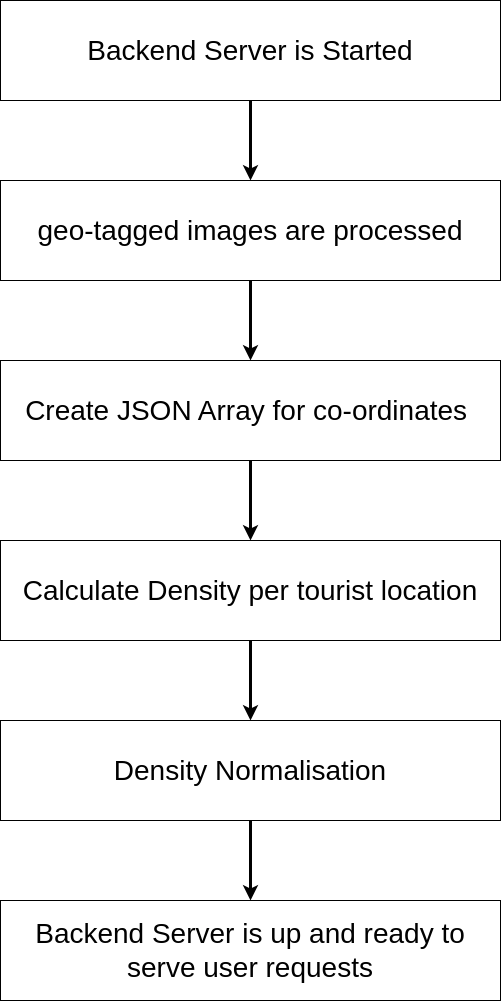 Backend Server is Started
geo-tagged images are processed
Create JSON Array for co-ordinates
Calculate Density per tourist location
Density Normalisation
Backend Server is up and ready to
serve user requests